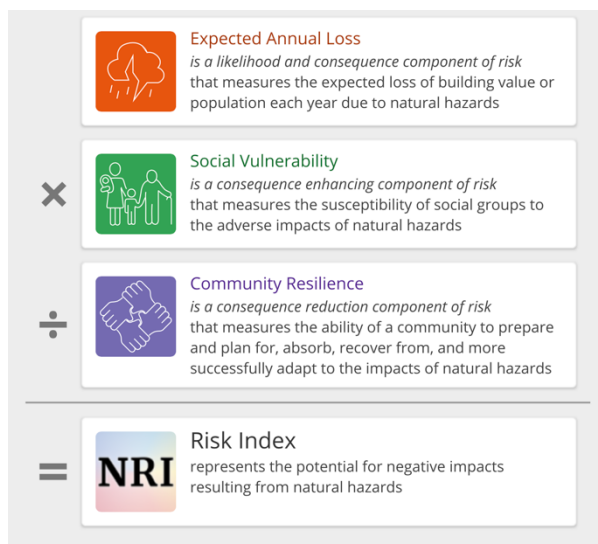 Expected Annual Loss
is a likelihood and consequence component of risk
that measures the expected loss of building value or
population each year due to natural hazards
×
Social Vulnerability
is a consequence enhancing component of risk
that measures the susceptibility of social groups to
the adverse impacts of natural hazards
÷
Community Resilience
is a consequence reduction component of risk
that measures the ability of a community to prepare
and plan for, absorb, recover from, and more
successfully adapt to the impacts of natural hazards
=
NRI
Risk Index
represents the potential for negative impacts
resulting from natural hazards